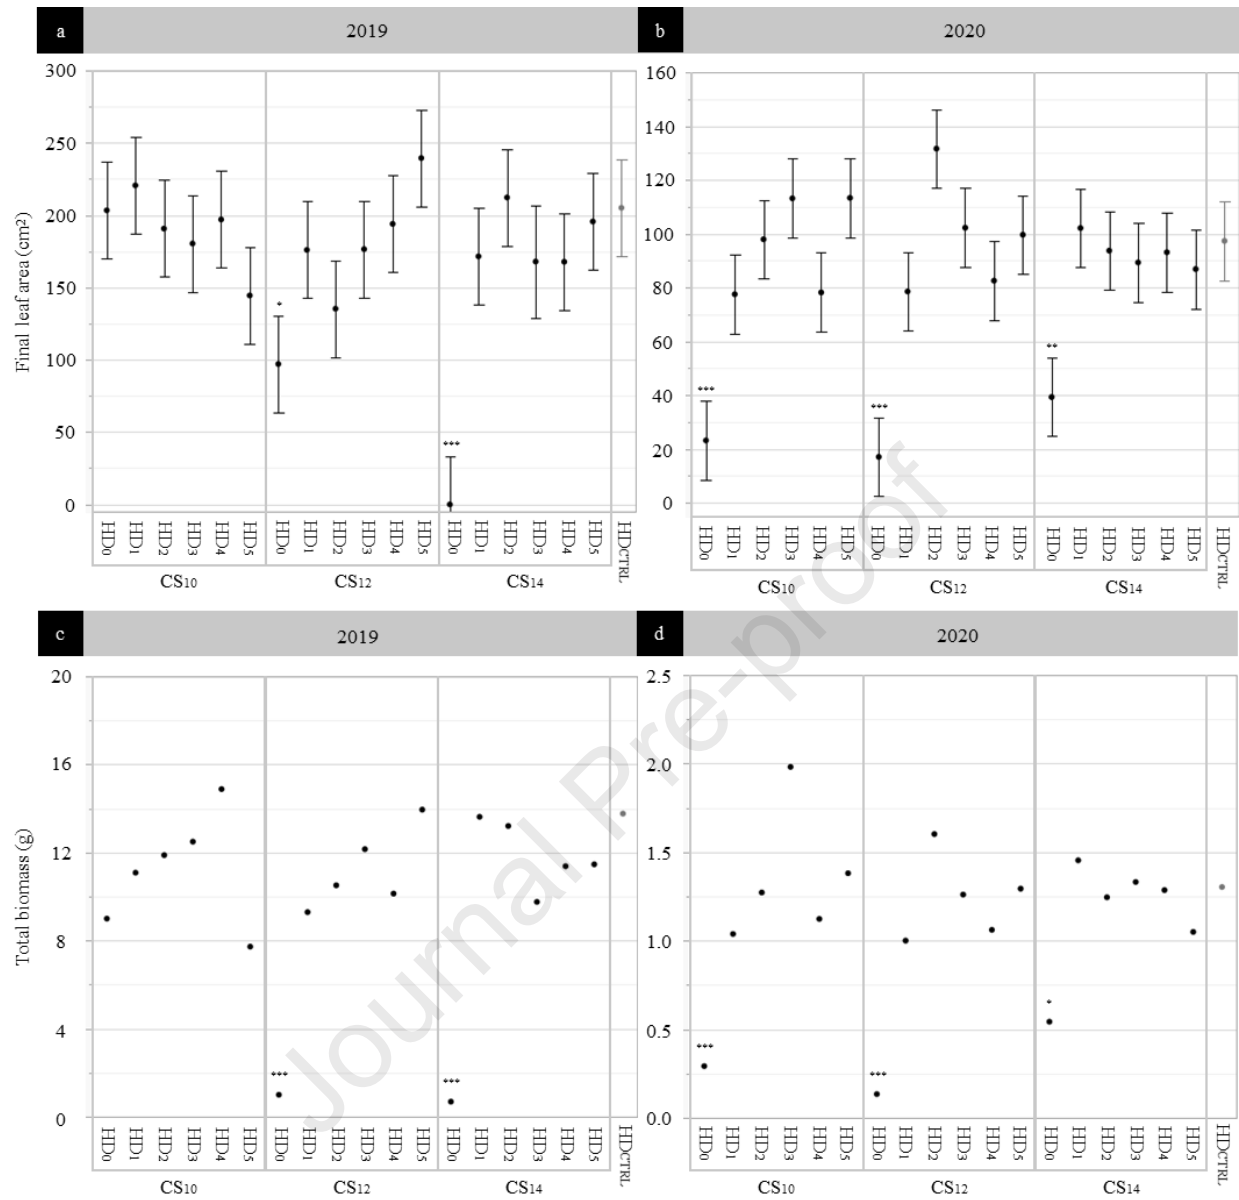 a 2019 b 2020
Final leaf area (cm²)
300
250
200
150
100
50
0
* ***
HD0 HD1 HD2 HD3 HD4 HD5 HD0 HD1 HD2 HD3 HD4 HD5 HD0 HD1 HD2 HD3 HD4 HD5 HDCTRL
CS10 CS12 CS14
160
140
120
100
80
60
40
20
0
*** *** **
HD0 HD1 HD2 HD3 HD4 HD5 HD0 HD1 HD2 HD3 HD4 HD5 HD0 HD1 HD2 HD3 HD4 HD5 HDCTRL
CS10 CS12 CS14
c 2019 d 2020
Total biomass (g)
20
16
12
8
4
0
*** ***
HD0 HD1 HD2 HD3 HD4 HD5 HD0 HD1 HD2 HD3 HD4 HD5 HD0 HD1 HD2 HD3 HD4 HD5 HDCTRL
CS10 CS12 CS14
2.5
2.0
1.5
1.0
0.5
0.0
*** *** *
HD0 HD1 HD2 HD3 HD4 HD5 HD0 HD1 HD2 HD3 HD4 HD5 HD0 HD1 HD2 HD3 HD4 HD5 HDCTRL
CS10 CS12 CS14
Journal Pre-proof